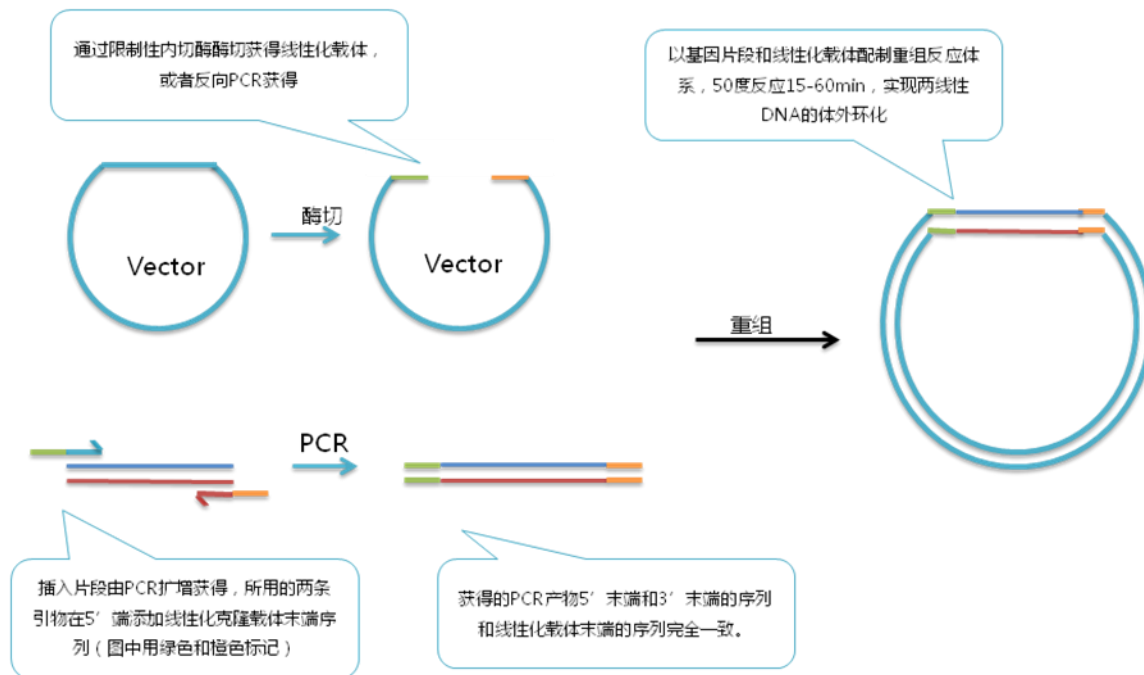 通过限制性内切酶酶切获得线性化载体，
或者反向PCR获得
以基因片段和线性化载体配制重组反应体
系，50度反应15-60min，实现两线性
DNA的体外环化
酶切
Vector
Vector
重组
PCR
插入片段由PCR扩增获得，所用的两条
引物在5’端添加线性化克隆载体末端序
列（图中用绿色和橙色标记）
获得的PCR产物5’末端和3’末端的序列
和线性化载体末端的序列完全一致。